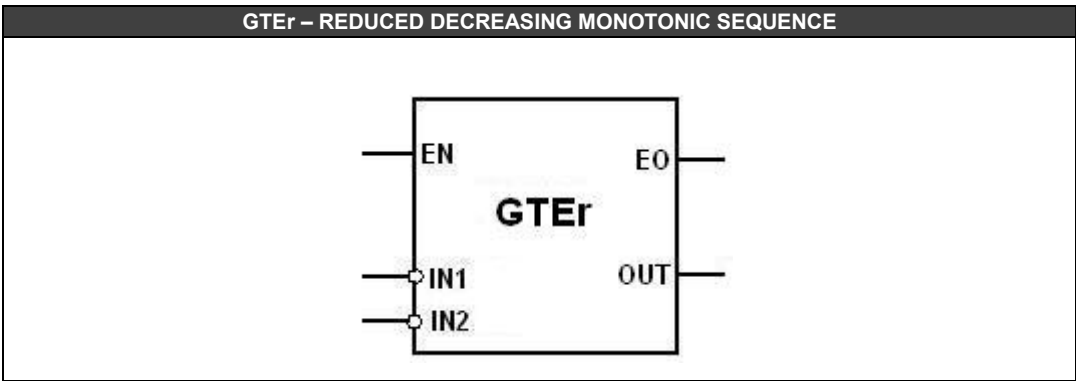 GTEr – REDUCED DECREASING MONOTONIC SEQUENCE
EN
EO
GTEr
IN1
OUT
IN2